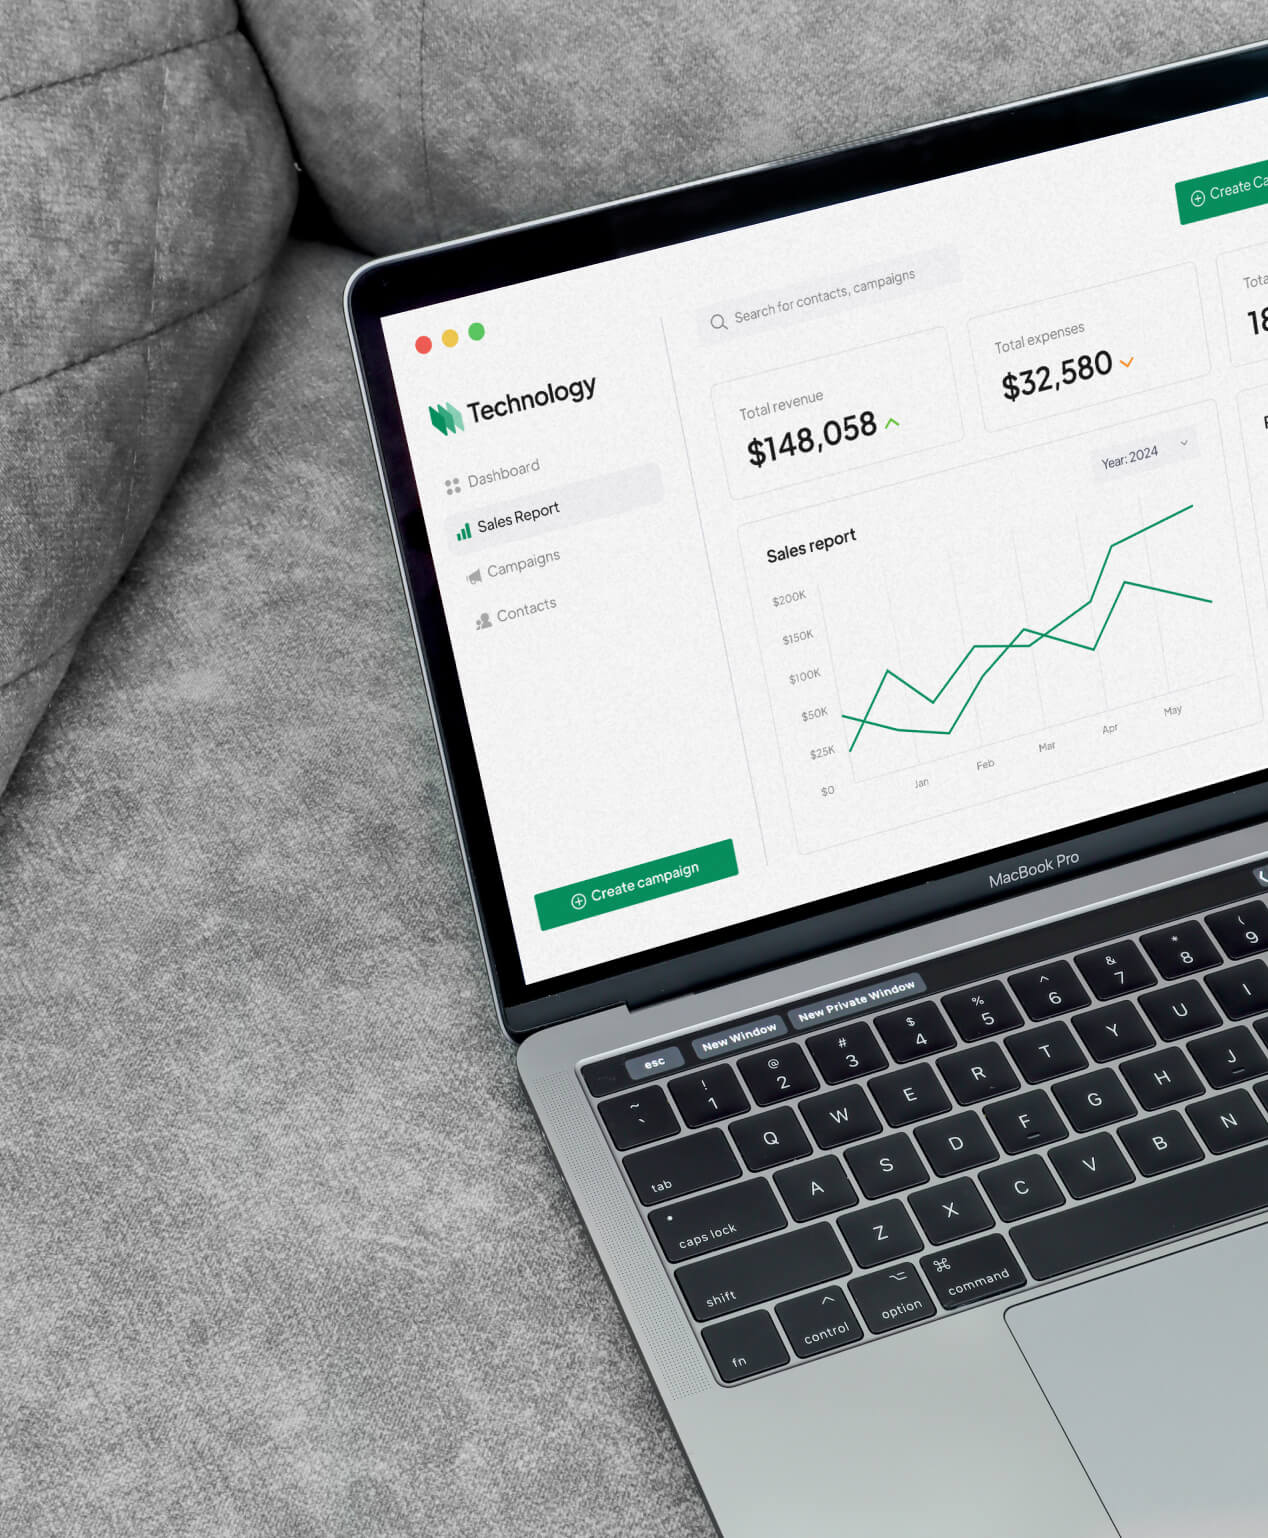 Create Ca
Search for contacts, campaigns
Technology
Dashboard
Sales Report
Campaigns
Contacts
Create campaign
Total revenue
$148,058
Total expenses
$32,580
Tota
18
Year: 2024
Sales report
$200K
$150K
$100K
$50K
$25K
$0
Jan
Feb
Mar
Apr
May
MacBook Pro
esc
New Window
New Private Window
~ ! @ # $ % ^ & * (
` 1 2 3 4 5 6 7 8 9
tab Q W E R T Y U I
caps lock A S D F G H J
shift Z X C V B N
fn control option command